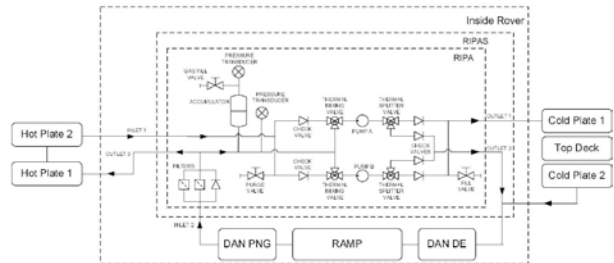 Inside Rover
RIPAS
RIPA
PRESSURE
TRANSDUCER
GAS FILL
VALVE
PRESSURE
TRANSDUCER
ACCUMULATOR
THERMAL
MIXING
VALVE
THERMAL
SPLITTER
VALVE
OUTLET 1
Cold Plate 1
Hot Plate 2
INLET 1
CHECK
VALVE
PUMP A
Top Deck
OUTLET 3
OUTLET 2
CHECK
VALVES
Hot Plate 1
FILTERS
CHECK
VALVE
PUMP B
Cold Plate 2
PURGE
VALVE
THERMAL
MIXING
VALVE
THERMAL
SPLITTER
VALVE
FILL
VALVE
INLET 2
DAN PNG
RAMP
DAN DE